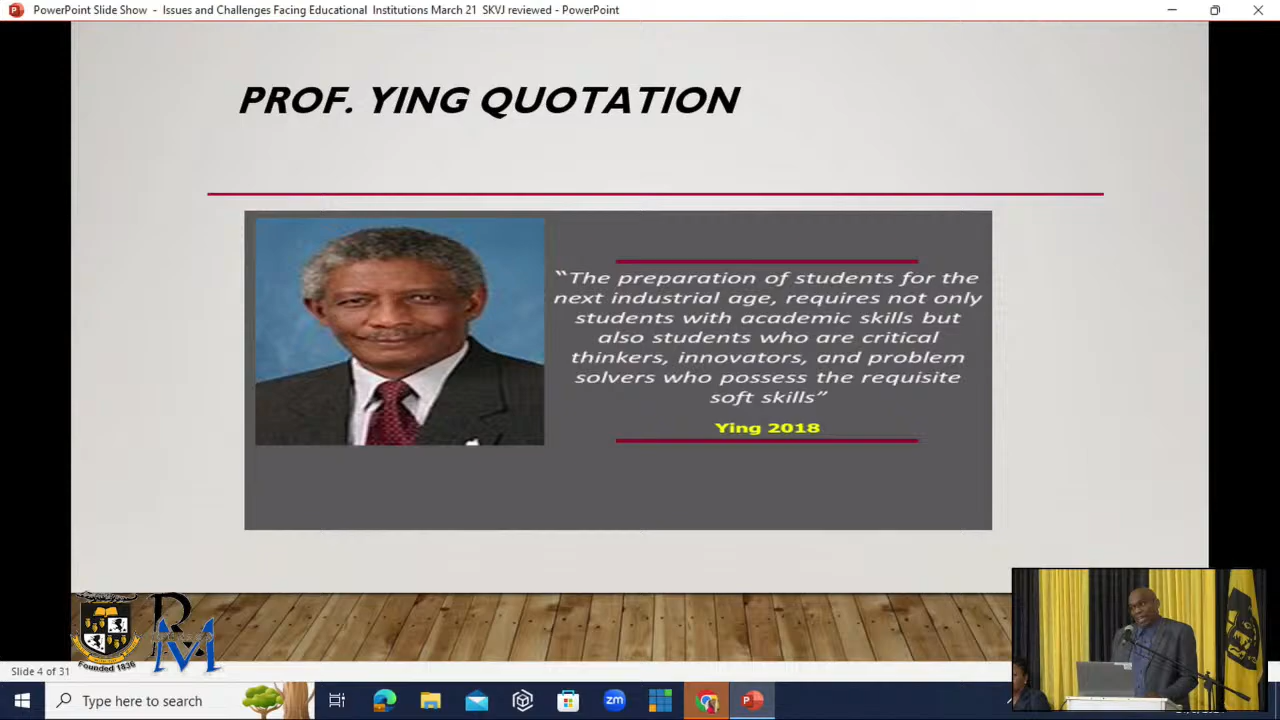 PowerPoint Slide Show - Issues and Challenges Facing Educational Institutions March 21 SKVJ reviewed - PowerPoint
PROF. YING QUOTATION
“The preparation of students for the
next industrial age, requires not only
students with academic skills but
also students who are critical
thinkers, innovators, and problem
solvers who possess the requisite
soft skills”
Ying 2018
RM
Founded 1836
Slide 4 of 31
Type here to search
zm